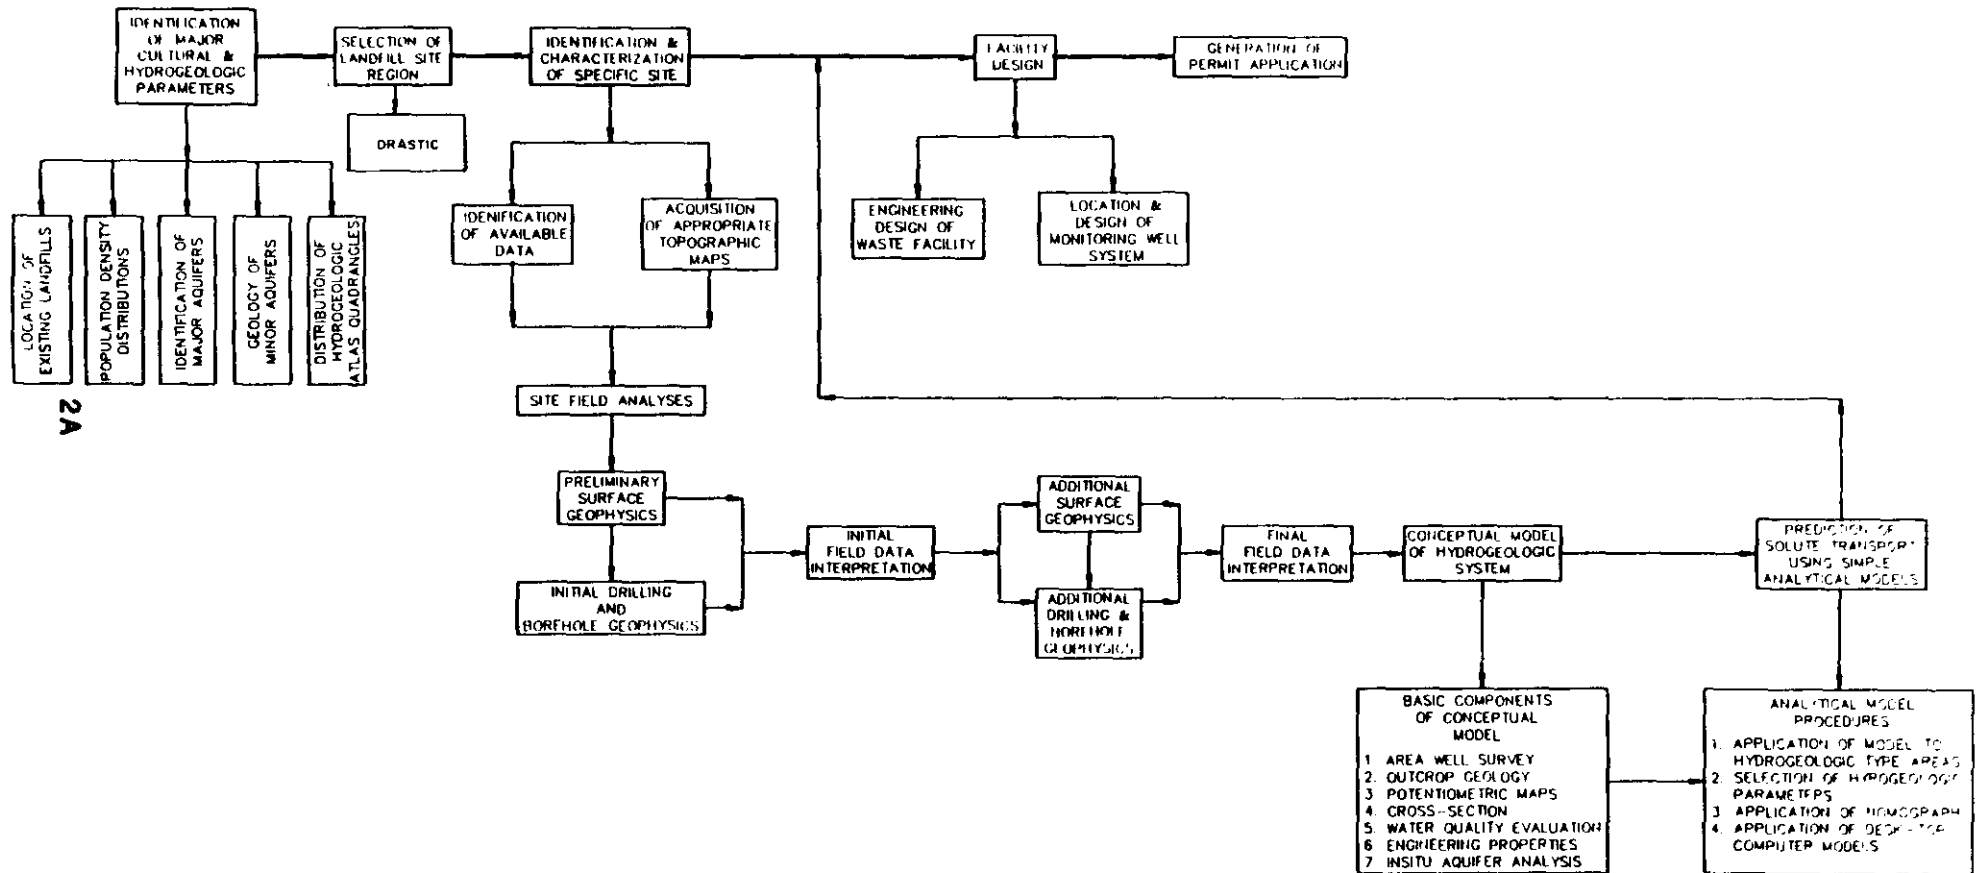 IDENTIFICATION
OF MAJOR
CULTURAL &
HYDROGEOLOGIC
PARAMETERS
SELECTION OF
LANDFILL SITE
REGION
IDENTIFICATION &
CHARACTERIZATION
OF SPECIFIC SITE
FACILITY
DESIGN
GENERATION OF
PERMIT APPLICATION
DRASTIC
LOCATION OF
EXISTING LANDFILLS
POPULATION DENSITY
DISTRIBUTIONS
IDENTIFICATION OF
MAJOR AQUIFERS
GEOLOGY OF
MINOR AQUIFERS
DISTRIBUTION OF
HYDROGEOLOGIC
ATLAS QUADRANGLES
IDENIFICATION
OF AVAILABLE
DATA
ACQUISITION
OF APPROPRIATE
TOPOGRAPHIC
MAPS
ENGINEERING
DESIGN OF
WASTE FACILITY
LOCATION &
DESIGN OF
MONITORING WELL
SYSTEM
2A
SITE FIELD ANALYSES
PRELIMINARY
SURFACE
GEOPHYSICS
INITIAL DRILLING
AND
BOREHOLE GEOPHYSICS
INITIAL
FIELD DATA
INTERPRETATION
ADDITIONAL
SURFACE
GEOPHYSICS
ADDITIONAL
DRILLING &
BOREHOLE
GEOPHYSICS
FINAL
FIELD DATA
INTERPRETATION
CONCEPTUAL MODEL
OF HYDROGEOLOGIC
SYSTEM
PREDICTION OF
SOLUTE TRANSPORT
USING SIMPLE
ANALYTICAL MODELS
BASIC COMPONENTS
OF CONCEPTUAL
MODEL
1 AREA WELL SURVEY
2. OUTCROP GEOLOGY
3 POTENTIOMETRIC MAPS
4. CROSS-SECTION
5. WATER QUALITY EVALUATION
6 ENGINEERING PROPERTIES
7 INSITU AQUIFER ANALYSIS
ANALYTICAL MODEL
PROCEDURES
1. APPLICATION OF MODEL TO
HYDROGEOLOGIC TYPE AREAS
2. SELECTION OF HYROGEOLOGIC
PARAMETERS
3 APPLICATION OF NOMOGRAPH
4. APPLICATION OF DESK-TOP
COMPUTER MODELS